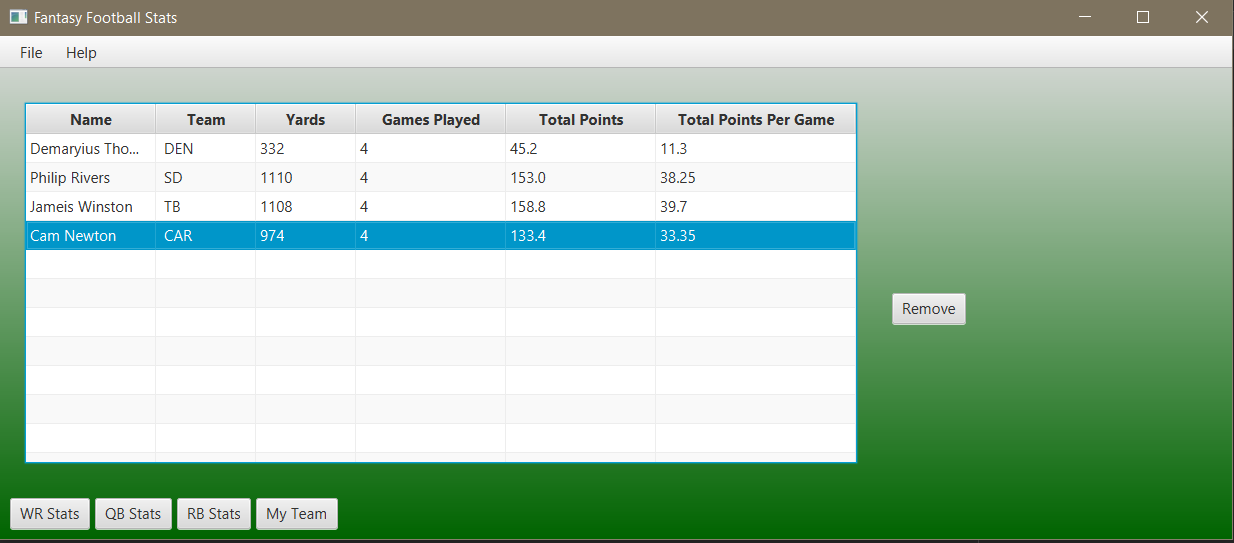 Fantasy Football Stats
File Help
Name Team Yards Games Played Total Points Total Points Per Game
Demaryius Tho... DEN 332 4 45.2 11.3
Philip Rivers SD 1110 4 153.0 38.25
Jameis Winston TB 1108 4 158.8 39.7
Cam Newton CAR 974 4 133.4 33.35
Remove
WR Stats QB Stats RB Stats My Team